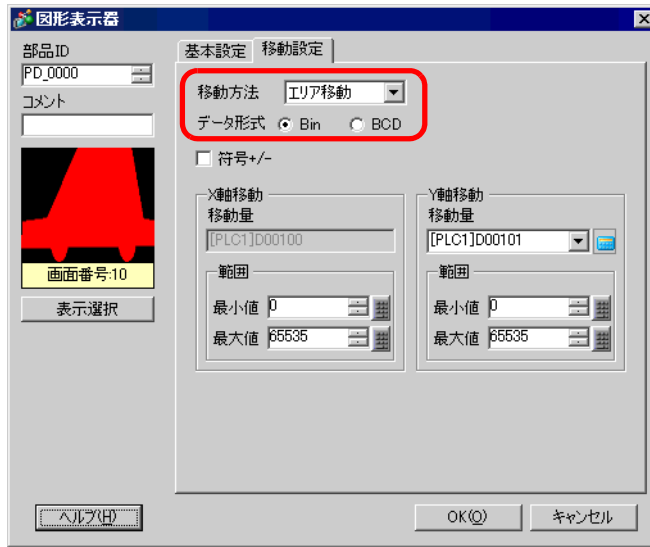 図形表示器
部品ID
PD_0000
コメント
画面番号:10
表示選択
基本設定 移動設定
移動方法 エリア移動
データ形式 Bin BCD
符号+/-
X軸移動
移動量
[PLC1]D00100
範囲
最小値 0
最大値 65535
Y軸移動
移動量
[PLC1]D00101
範囲
最小値 0
最大値 65535
ヘルプ(H) OK(O) キャンセル